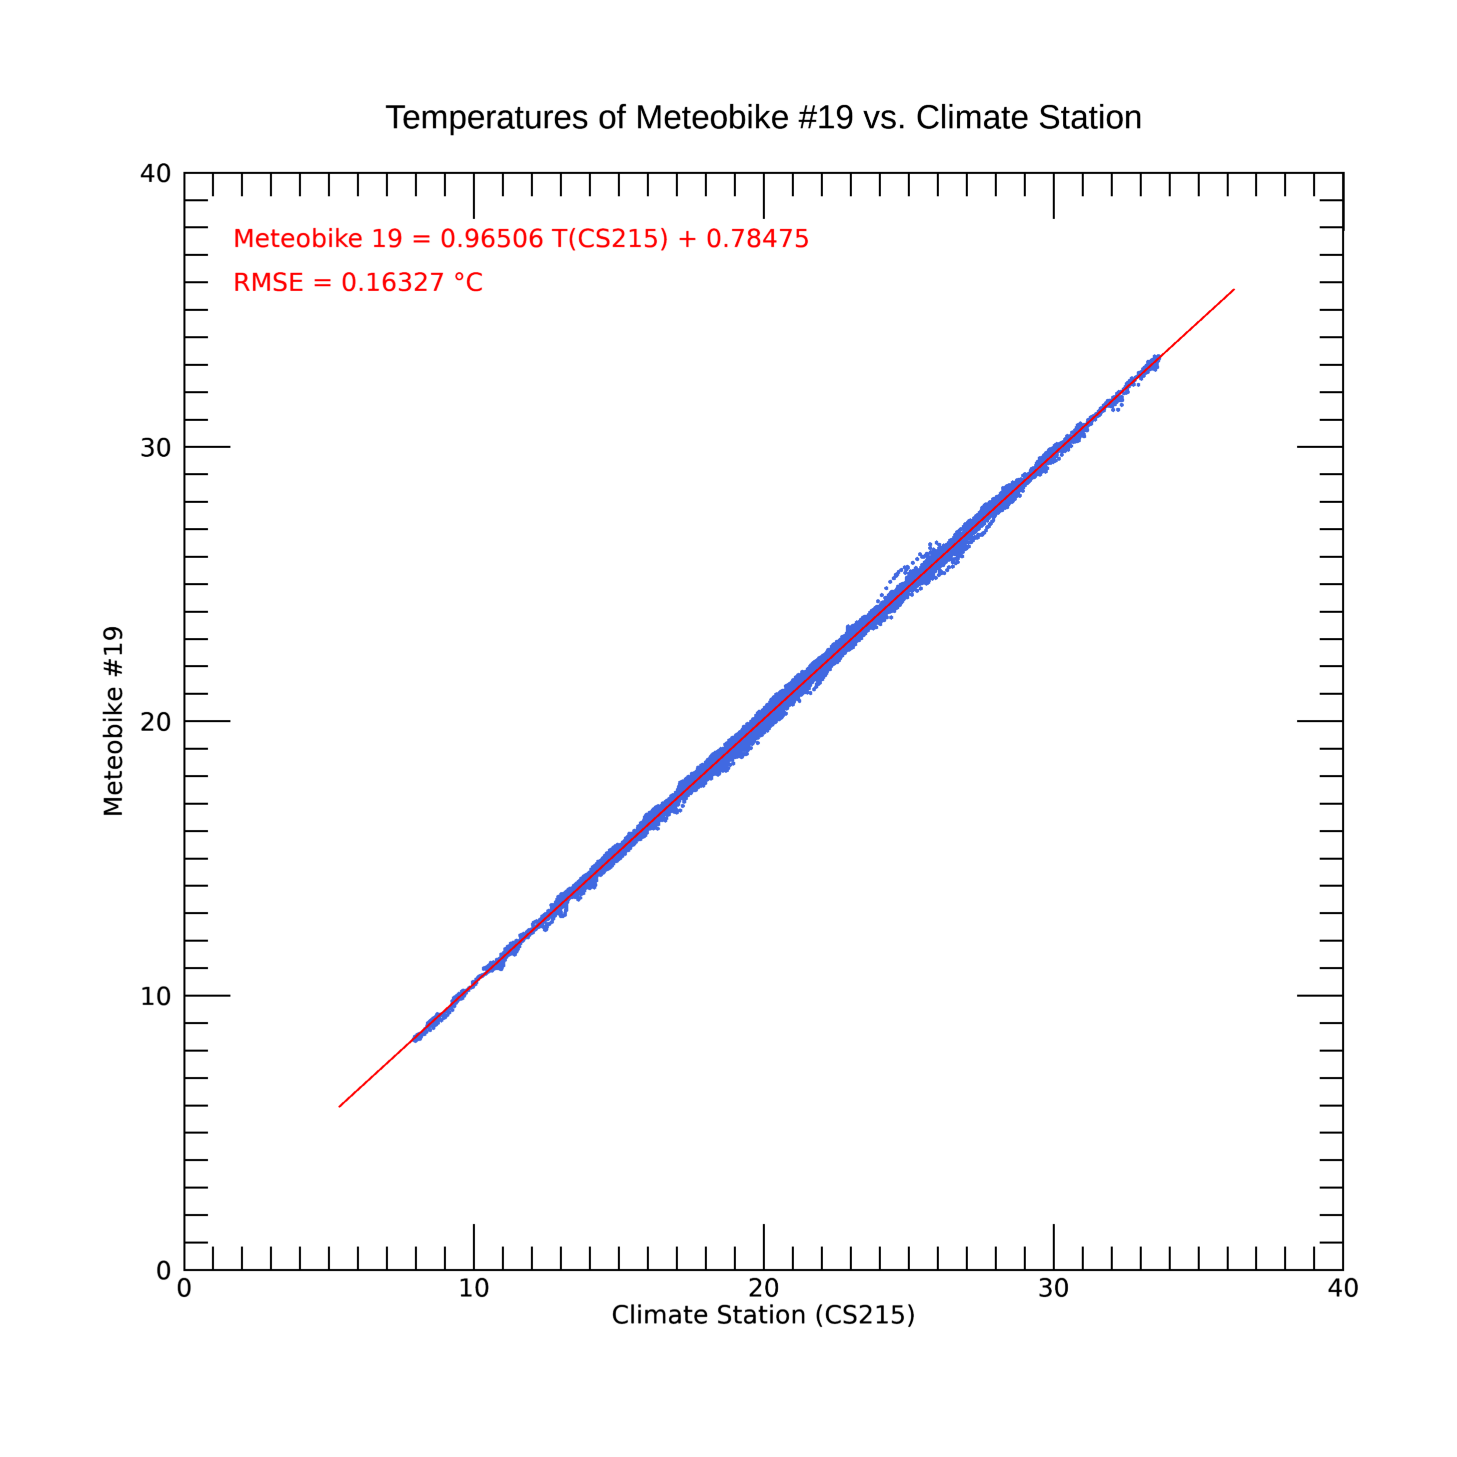 Temperatures of Meteobike #19 vs. Climate Station
40
Meteobike 19 = 0.96506 T(CS215) + 0.78475
RMSE = 0.16327 °C
30
20
10
0
Meteobike #19
0 10 20 30 40
Climate Station (CS215)